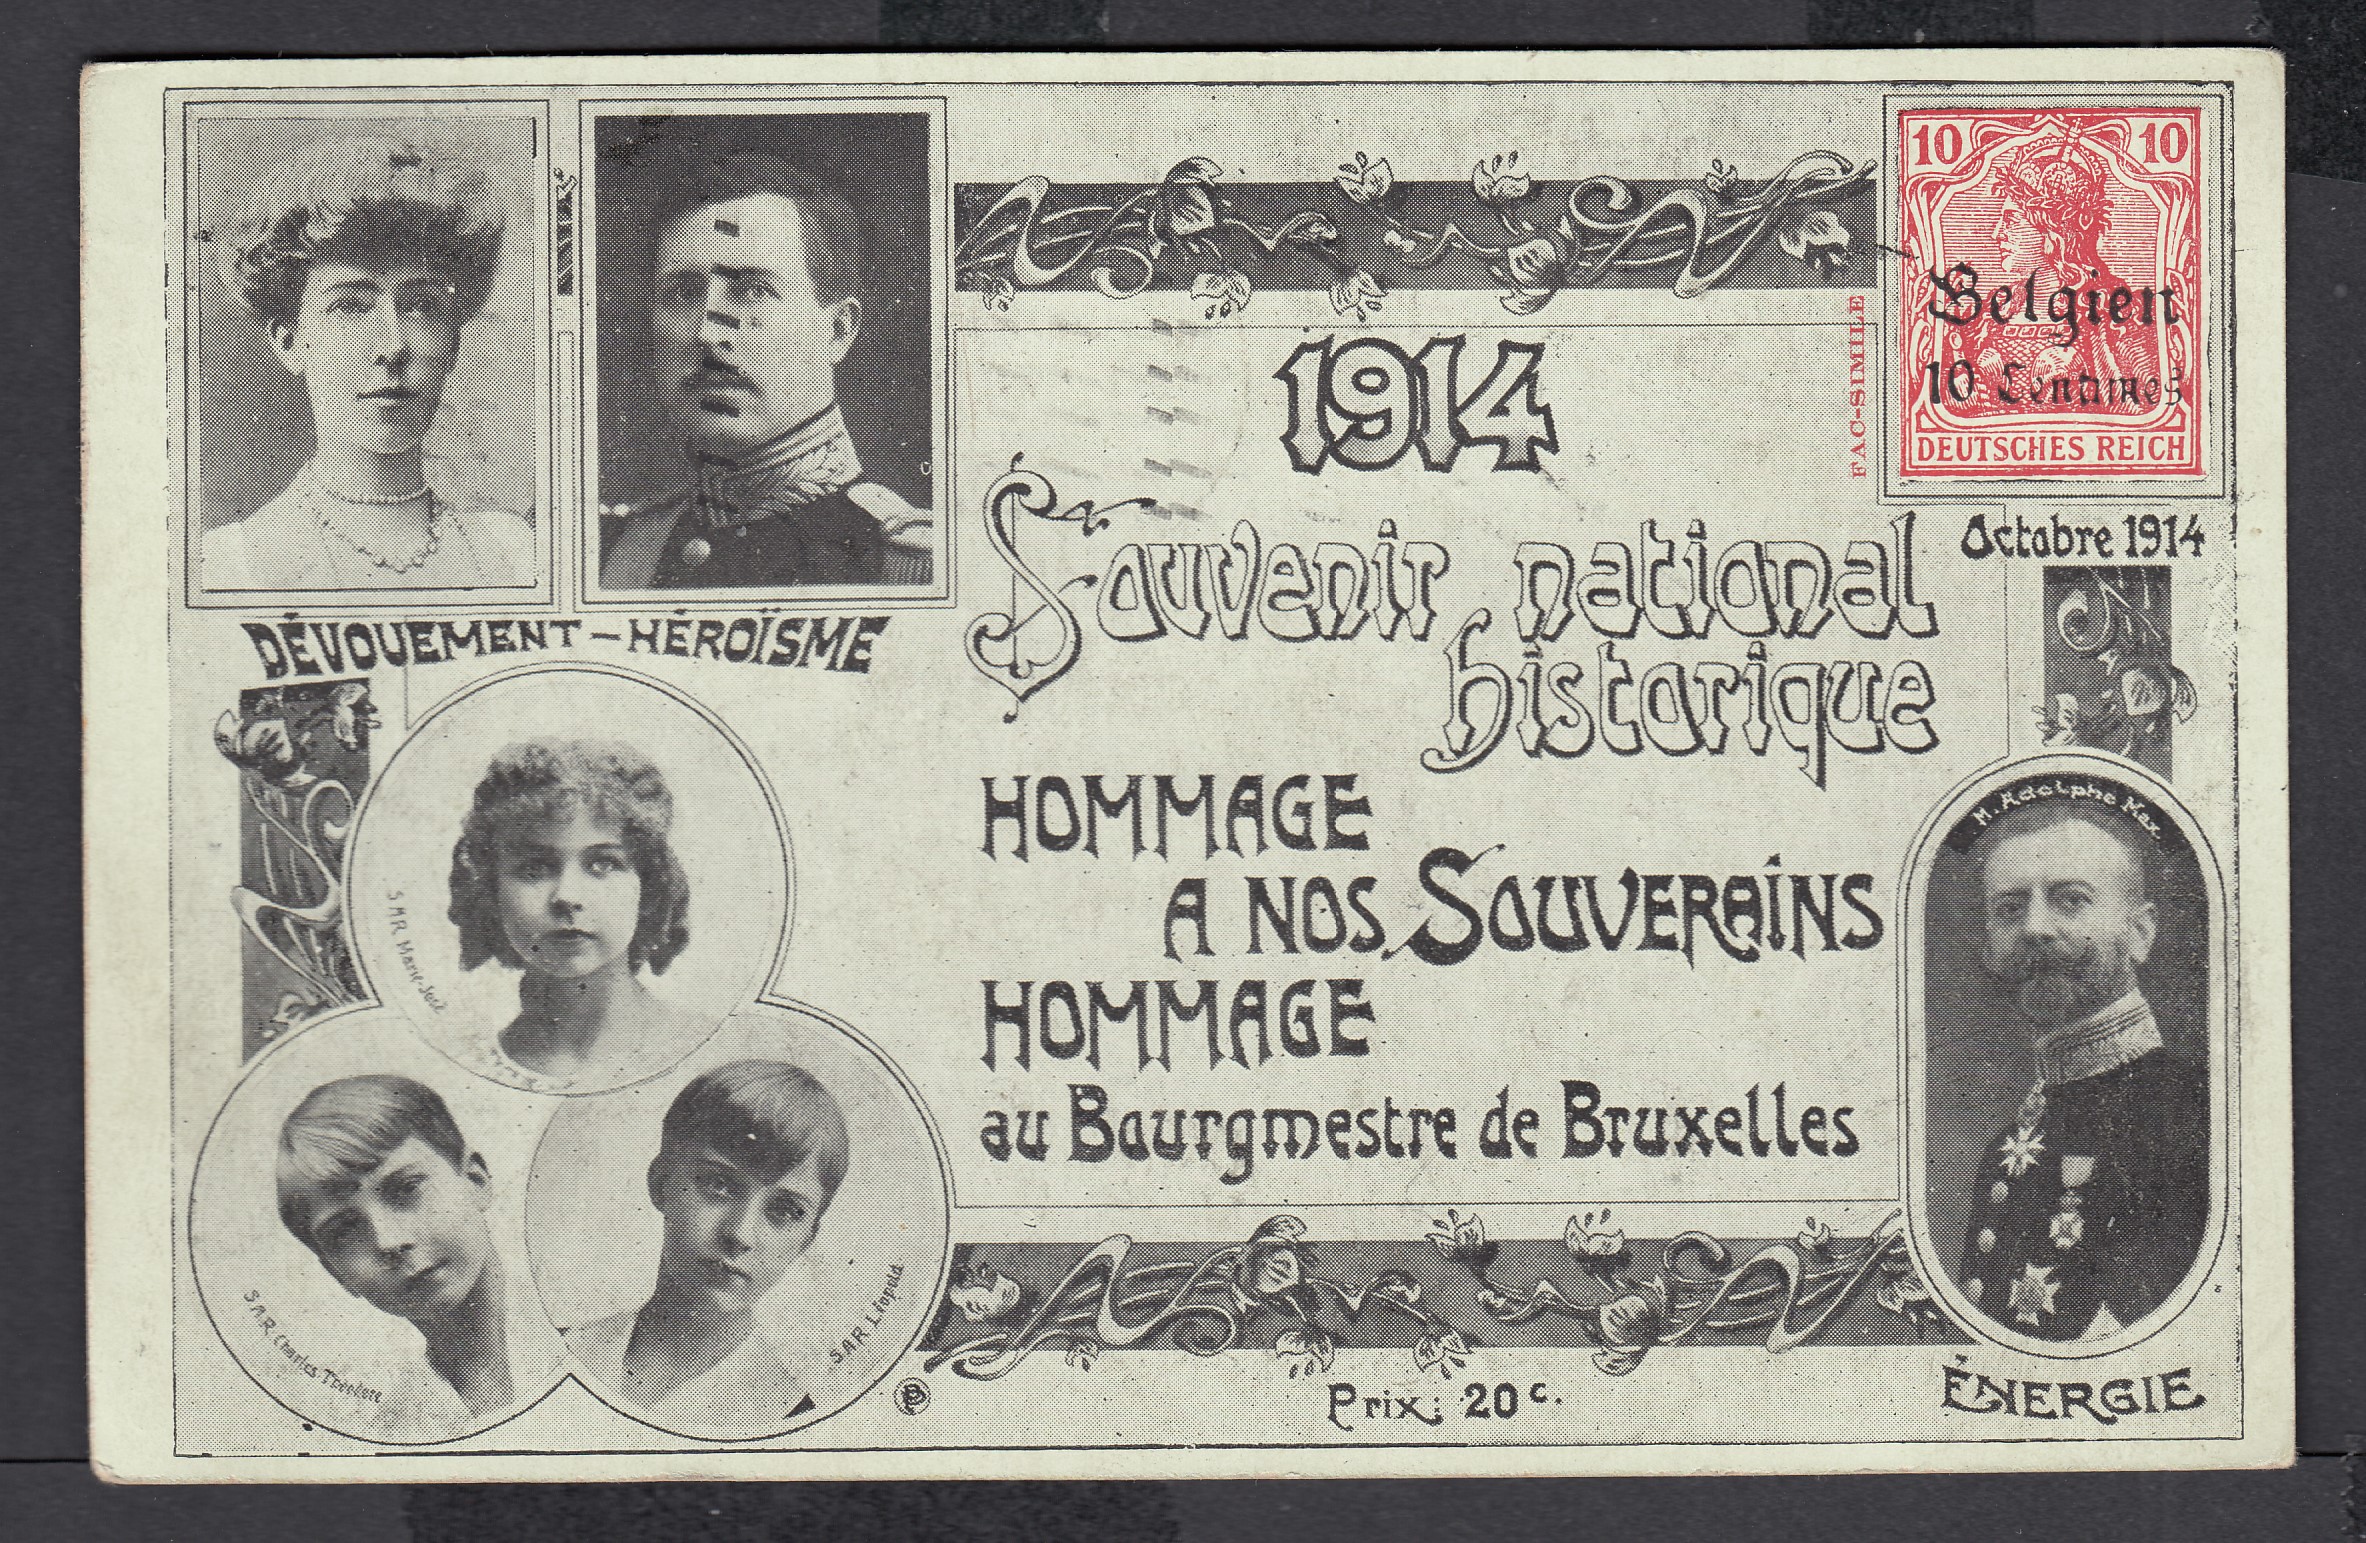 DÉVOUEMENT – HÉROÏSME
S.A.R. Marie-José
S.A.R. Charles-Théodore
S.A.R. Léopold
1914
Souvenir national
historique
HOMMAGE
A NOS SOUVERAINS
HOMMAGE
au Bourgmestre de Bruxelles
Prix: 20 c.
FAC-SIMILE
10 10
Belgien
10 Centimes
DEUTSCHES REICH
Octobre 1914
M. Adolphe Max
ÉNERGIE